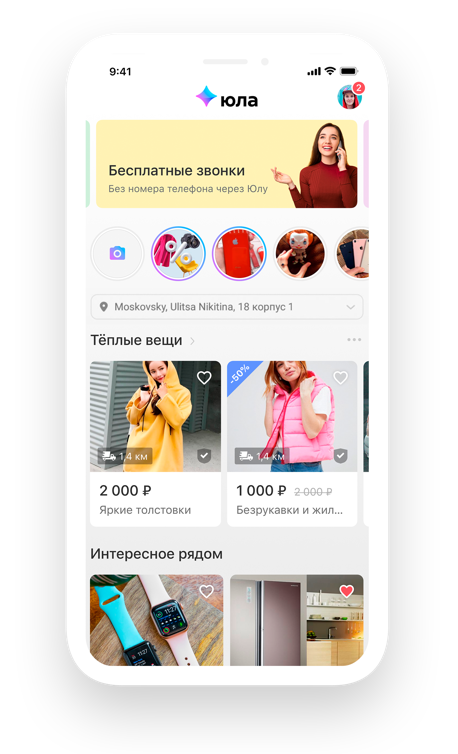 9:41
юла
2
Бесплатные звонки
Без номера телефона через Юлу
Moskovsky, Ulitsa Nikitina, 18 корпус 1
Тёплые вещи
-50%
1,4 км
1,4 км
2 000 ₽
1 000 ₽ 2 000 ₽
Яркие толстовки
Безрукавки и жил...
Интересное рядом